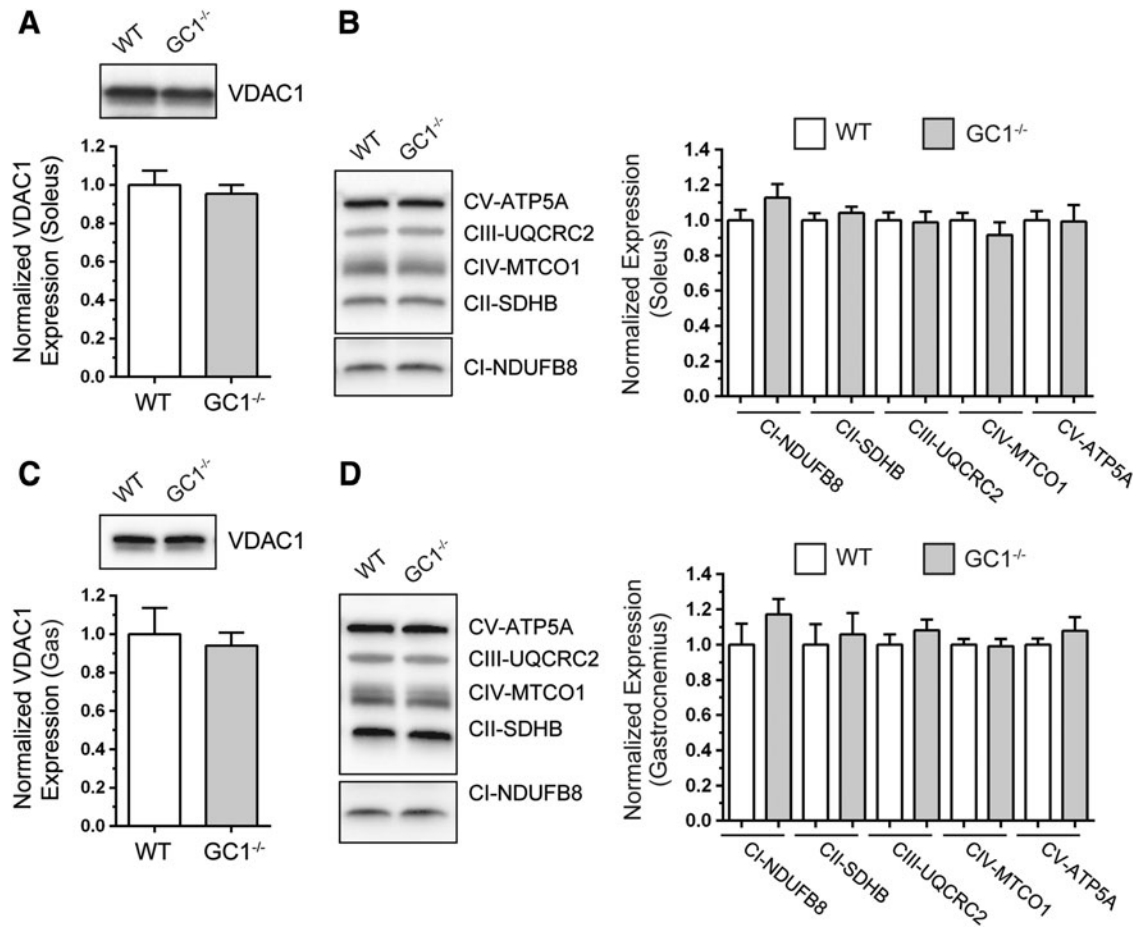 A
WT GC1-/-
VDAC1
Normalized VDAC1
Expression (Soleus)
1.2
1.0
0.8
0.6
0.4
0.2
0.0
WT GC1-/-
B
WT GC1-/-
CV-ATP5A
CIII-UQCRC2
CIV-MTCO1
CII-SDHB
CI-NDUFB8
WT GC1-/-
Normalized Expression
(Soleus)
1.4
1.2
1.0
0.8
0.6
0.4
0.2
0.0
CI-NDUFB8
CII-SDHB
CIII-UQCRC2
CIV-MTCO1
CV-ATP5A
C
WT GC1-/-
VDAC1
Normalized VDAC1
Expression (Gas)
1.2
1.0
0.8
0.6
0.4
0.2
0.0
WT GC1-/-
D
WT GC1-/-
CV-ATP5A
CIII-UQCRC2
CIV-MTCO1
CII-SDHB
CI-NDUFB8
WT GC1-/-
Normalized Expression
(Gastrocnemius)
1.4
1.2
1.0
0.8
0.6
0.4
0.2
0.0
CI-NDUFB8
CII-SDHB
CIII-UQCRC2
CIV-MTCO1
CV-ATP5A